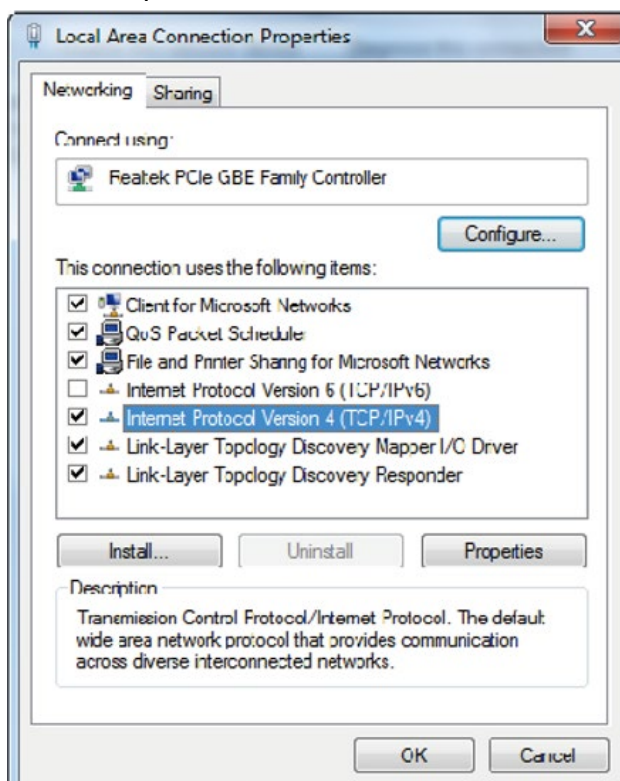 Local Area Connection Properties
Networking Sharing
Connect using:
Realtek PCIe GBE Family Controller
Configure...
This connection uses the following items:
Client for Microsoft Networks
QoS Packet Scheduler
File and Printer Sharing for Microsoft Networks
Internet Protocol Version 6 (TCP/IPv6)
Internet Protocol Version 4 (TCP/IPv4)
Link-Layer Topology Discovery Mapper I/O Driver
Link-Layer Topology Discovery Responder
Install... Uninstall Properties
Description
Transmission Control Protocol/Internet Protocol. The default
wide area network protocol that provides communication
across diverse interconnected networks.
OK Cancel